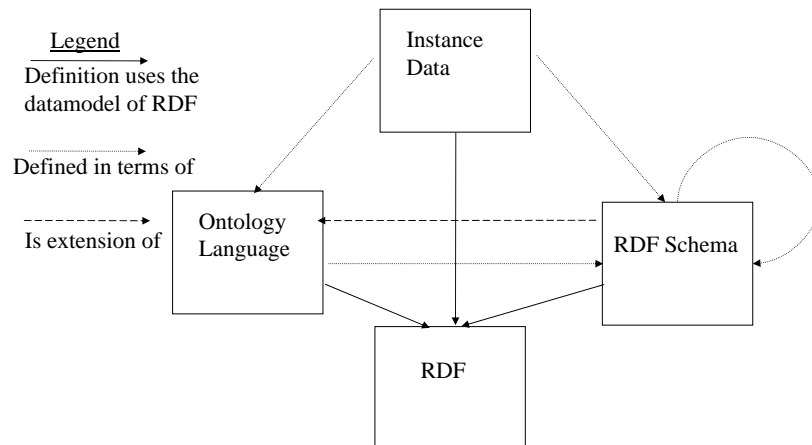 Legend
Definition uses the
datamodel of RDF
Defined in terms of
Is extension of
Instance
Data
Ontology
Language
RDF Schema
RDF